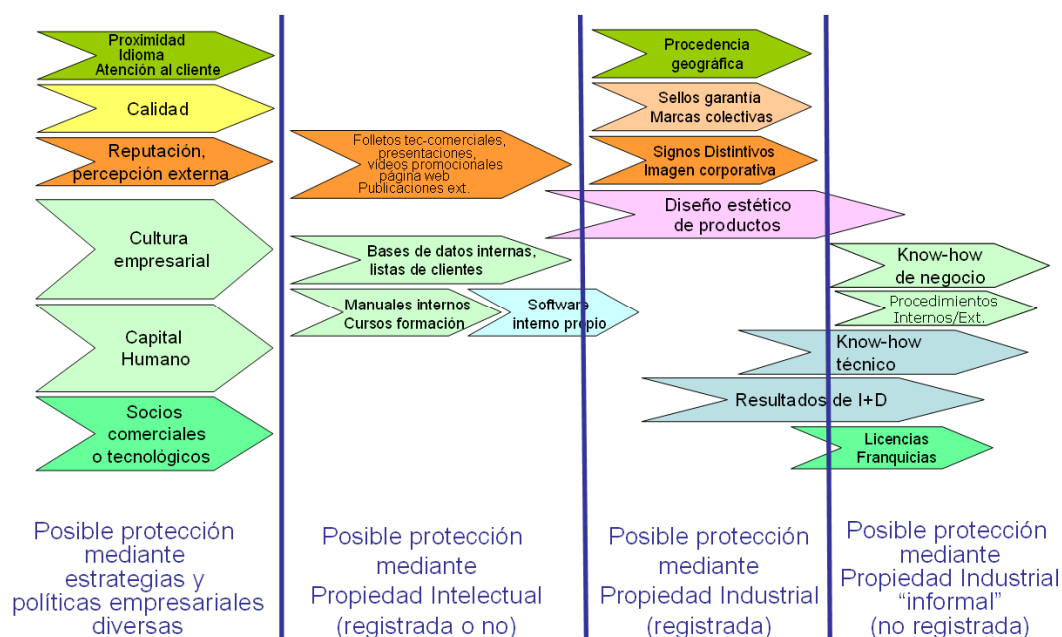 Proximidad
Idioma
Atención al cliente
Calidad
Reputación,
percepción externa
Cultura
empresarial
Capital
Humano
Socios
comerciales
o tecnológicos
Posible protección
mediante
estrategias y
políticas empresariales
diversas
Folletos tec-comerciales,
presentaciones,
vídeos promocionales
página web
Publicaciones ext.
Bases de datos internas,
listas de clientes
Manuales internos
Cursos formación
Software
interno propio
Posible protección
mediante
Propiedad Intelectual
(registrada o no)
Procedencia
geográfica
Sellos garantía
Marcas colectivas
Signos Distintivos
Imagen corporativa
Diseño estético
de productos
Posible protección
mediante
Propiedad Industrial
(registrada)
Know-how
de negocio
Procedimientos
Internos/Ext.
Know-how
técnico
Resultados de I+D
Licencias
Franquicias
Posible protección
mediante
Propiedad Industrial
“informal”
(no registrada)